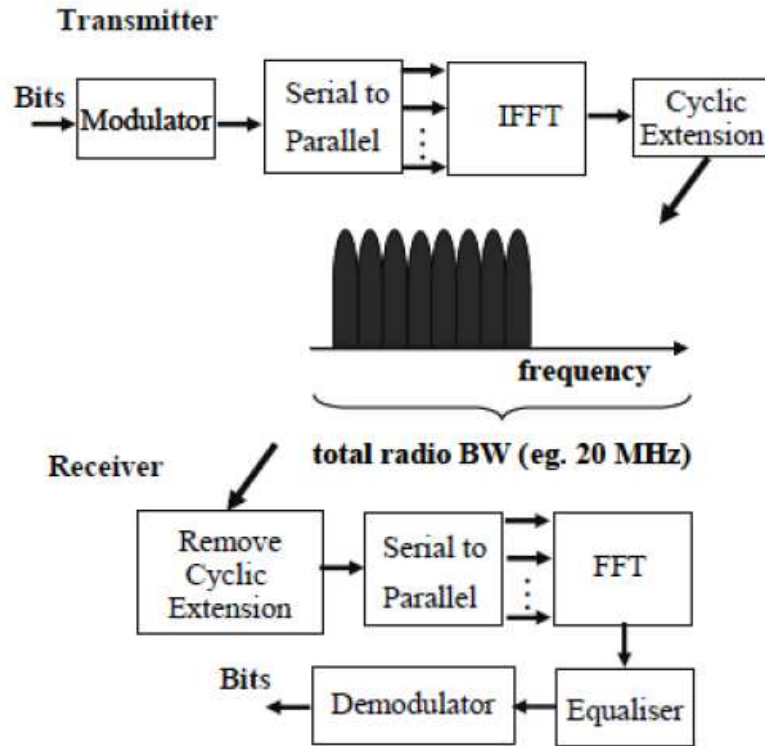 Transmitter
Bits
Modulator
Serial to
Parallel
IFFT
Cyclic
Extension
frequency
total radio BW (eg. 20 MHz)
Receiver
Remove
Cyclic
Extension
Serial to
Parallel
FFT
Bits
Demodulator
Equaliser